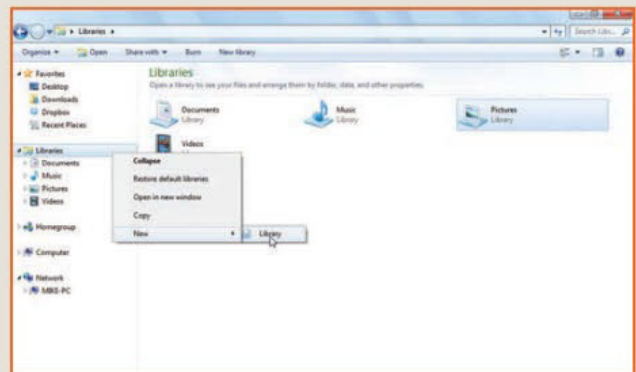 Libraries
Search Libr...
Organize
Open
Share with
Burn
New library
Favorites
Desktop
Downloads
Dropbox
Recent Places
Libraries
Documents
Music
Pictures
Videos
Homegroup
Computer
Network
MIKE-PC
Libraries
Open a library to see your files and arrange them by folder, date, and other properties.
Documents
Library
Music
Library
Pictures
Library
Videos
Collapse
Restore default libraries
Open in new window
Copy
New
Library